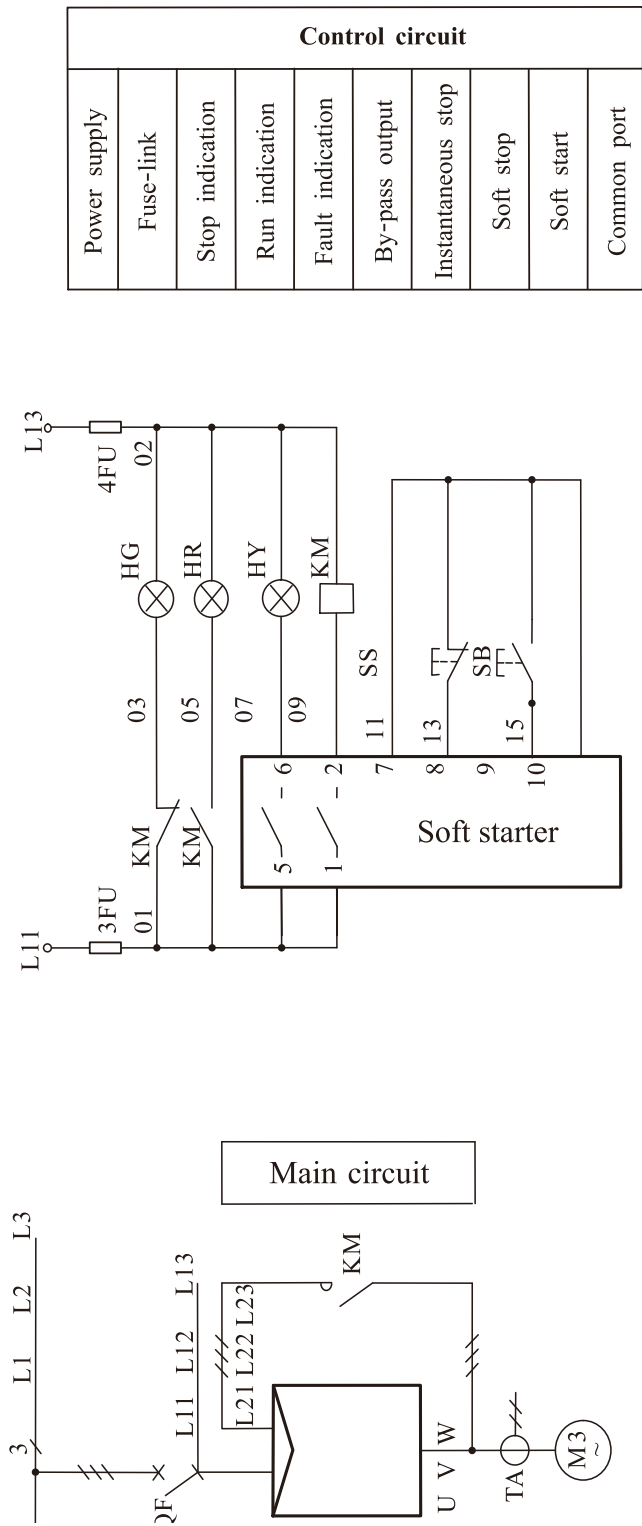 Control circuit
Power supply
Fuse-link
Stop indication
Run indication
Fault indication
By-pass output
Instantaneous stop
Soft stop
Soft start
Common port
L13
4FU
02
HG
HR
HY
KM
03
05
07
09
SS
11
13
SB
15
KM
KM
6
2
7
8
9
10
5
1
Soft starter
3FU
01
L11
Main circuit
L1 L2 L3
3
L11 L12 L13
L21 L22 L23
KM
QF
U V W
TA
M3
~